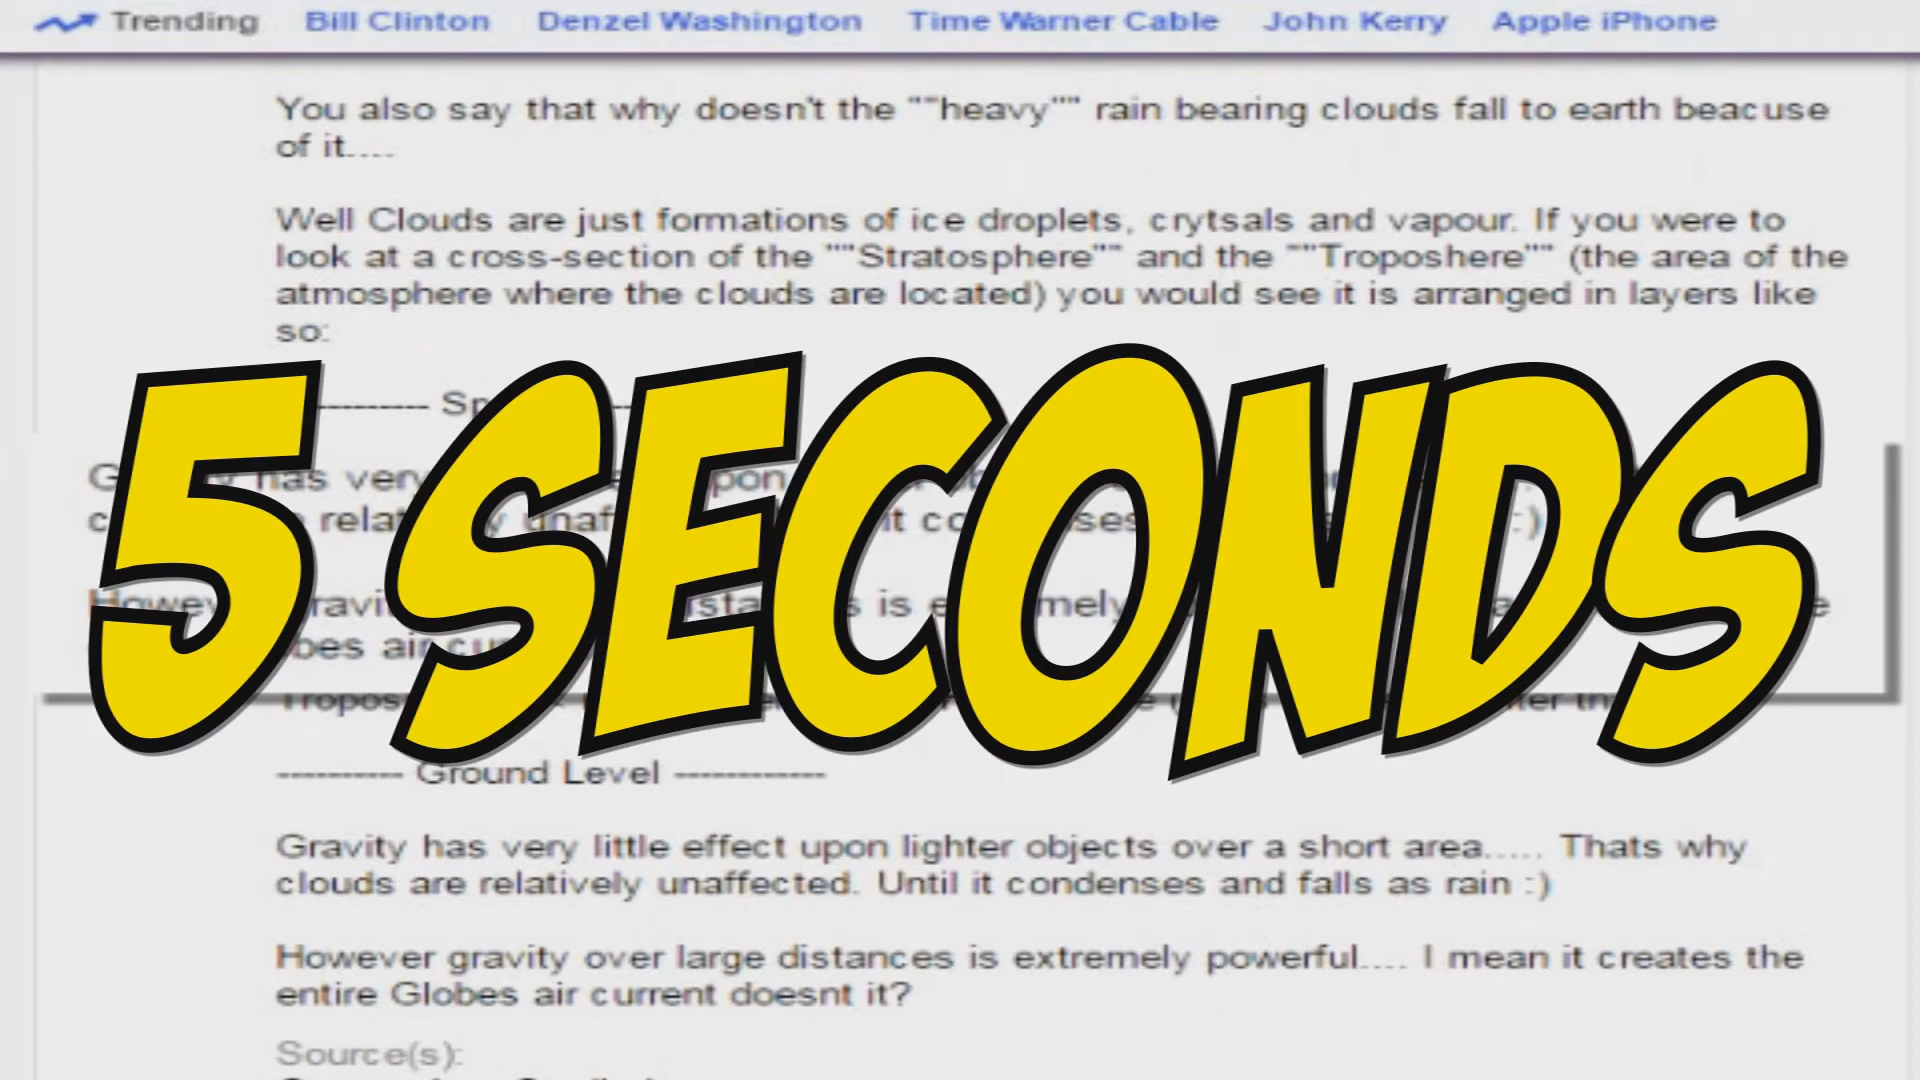 Trending Bill Clinton Denzel Washington Time Warner Cable John Kerry Apple iPhone
You also say that why doesn't the ""heavy"" rain bearing clouds fall to earth beacuse
of it....
Well Clouds are just formations of ice droplets, crytsals and vapour. If you were to
look at a cross-section of the ""Stratosphere"" and the ""Troposhere"" (the area of the
atmosphere where the clouds are located) you would see it is arranged in layers like
so:
5 SECONDS
has very
---------- Ground Level ------------
Gravity has very little effect upon lighter objects over a short area..... Thats why
clouds are relatively unaffected. Until it condenses and falls as rain :)
However gravity over large distances is extremely powerful.... I mean it creates the
entire Globes air current doesnt it?
Source(s):